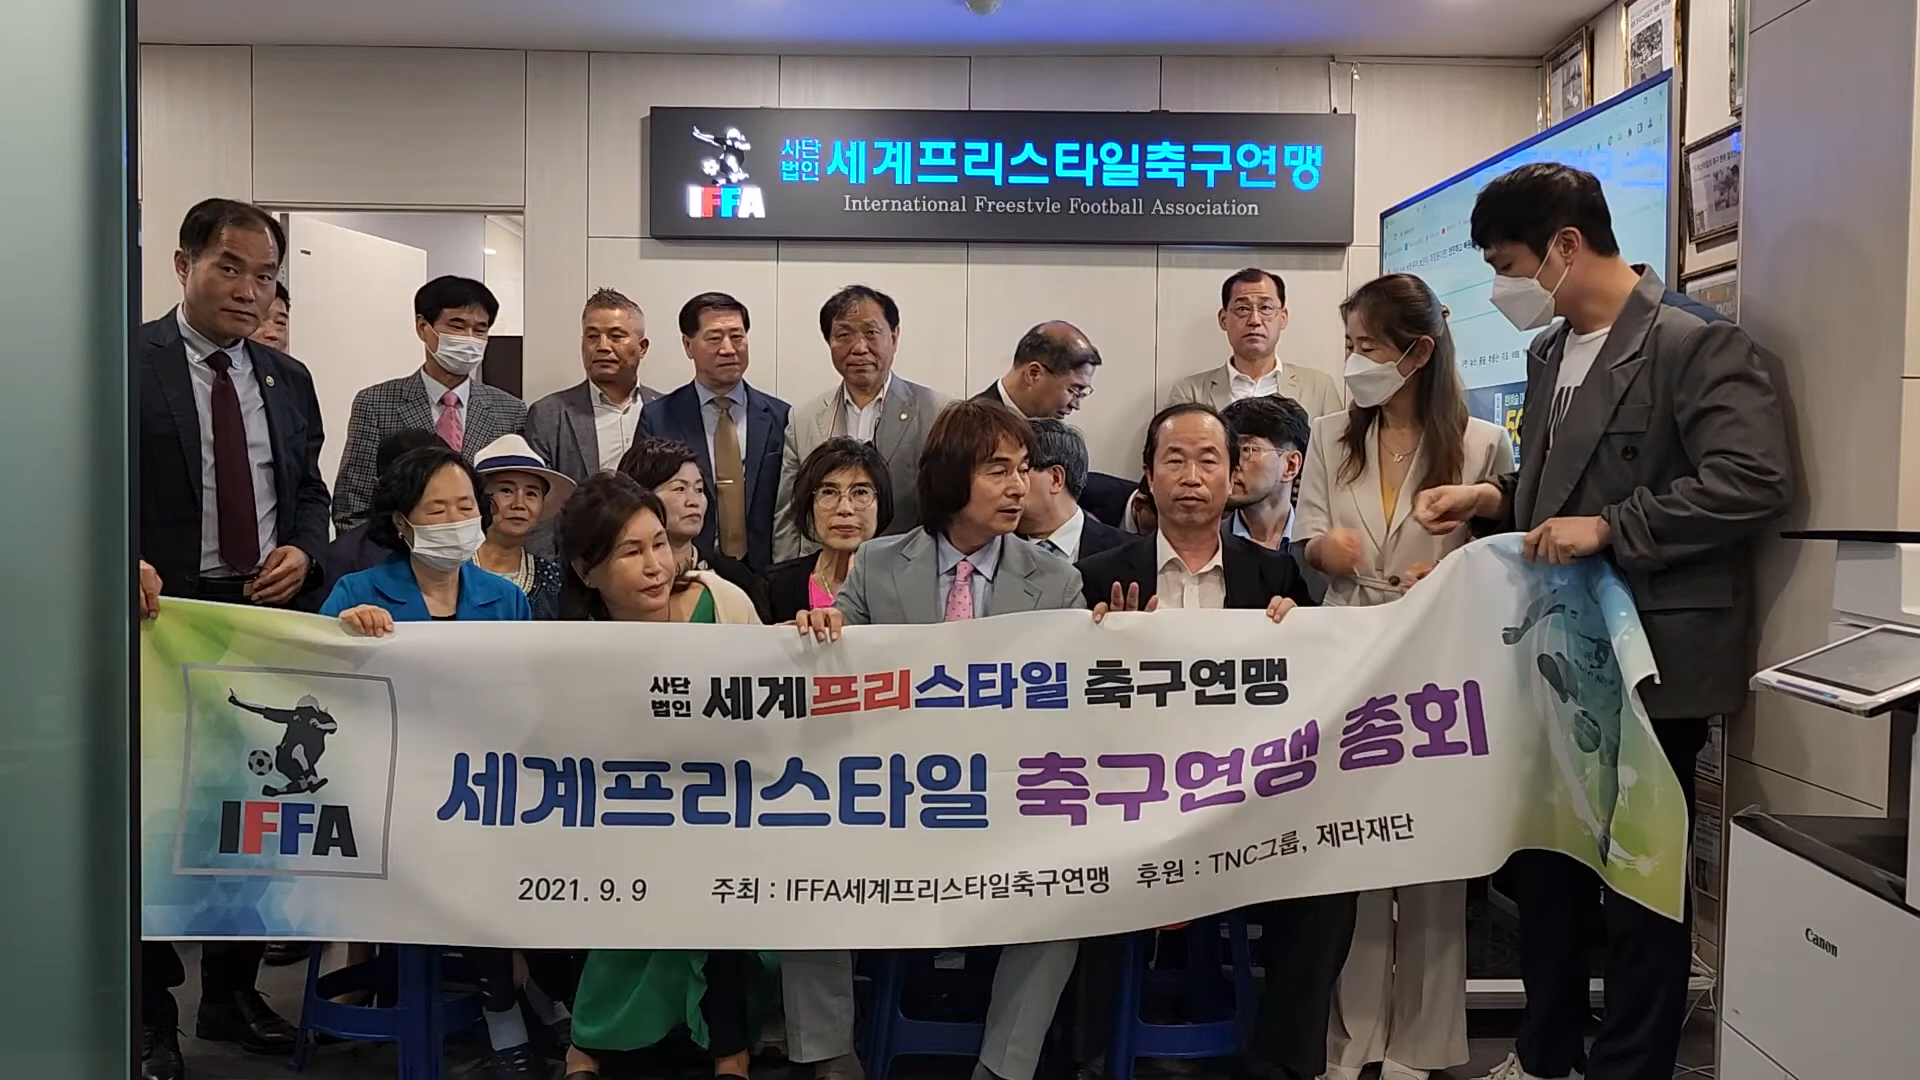 사단
법인 세계프리스타일축구연맹
IFFA
International Freestyle Football Association
사단
법인 세계프리스타일 축구연맹
세계프리스타일 축구연맹 총회
IFFA
2021. 9. 9 주최 : IFFA세계프리스타일축구연맹 후원 : TNC그룹, 제라재단
Canon